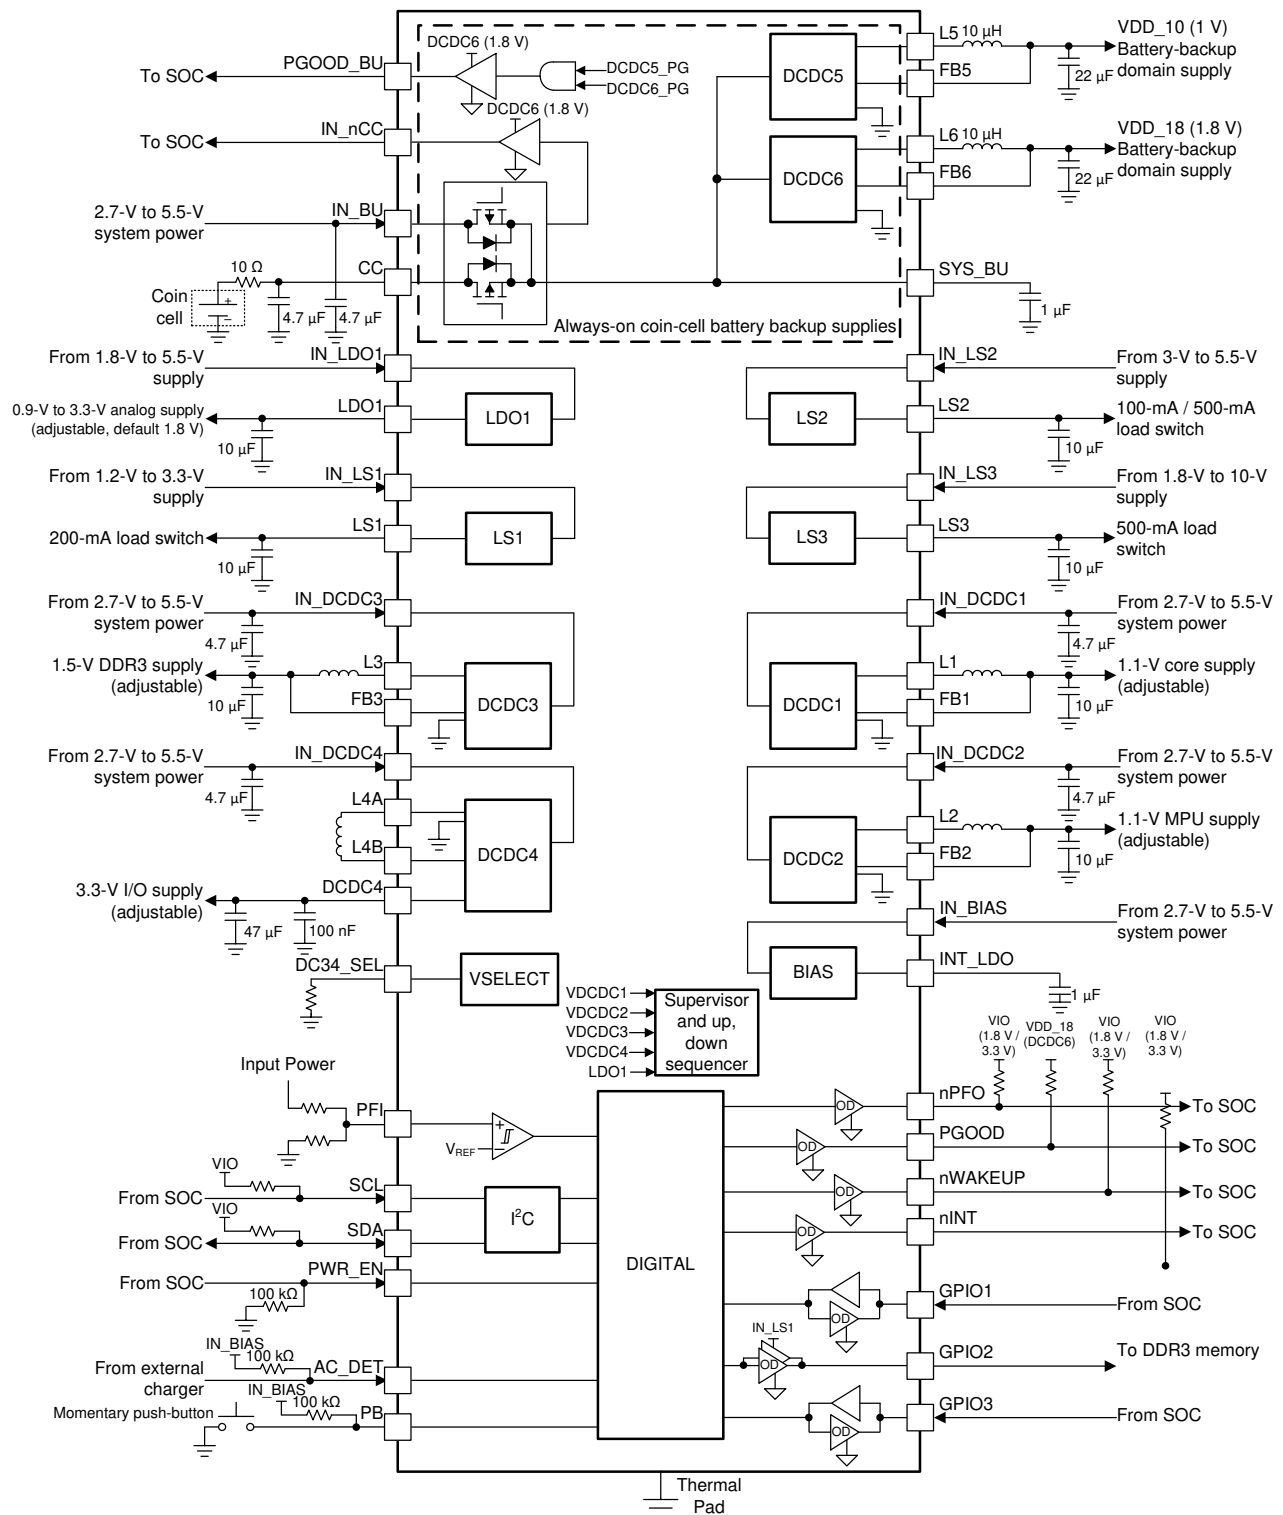 DCDC6 (1.8 V)
PGOOD_BU
To SOC
DCDC5_PG
DCDC6_PG
DCDC6 (1.8 V)
IN_nCC
To SOC
2.7-V to 5.5-V
system power
IN_BU
10 Ω
CC
Coin
cell
+
−
4.7 µF
4.7 µF
DCDC5
L5
10 µH
FB5
22 µF
VDD_10 (1 V)
Battery-backup
domain supply
DCDC6
L6
10 µH
FB6
22 µF
VDD_18 (1.8 V)
Battery-backup
domain supply
SYS_BU
1 µF
Always-on coin-cell battery backup supplies
From 1.8-V to 5.5-V
supply
IN_LDO1
0.9-V to 3.3-V analog supply
(adjustable, default 1.8 V)
LDO1
10 µF
LDO1
IN_LS2
From 3-V to 5.5-V
supply
LS2
LS2
100-mA / 500-mA
load switch
10 µF
From 1.2-V to 3.3-V
supply
IN_LS1
200-mA load switch
LS1
10 µF
LS1
IN_LS3
From 1.8-V to 10-V
supply
LS3
LS3
500-mA load
switch
10 µF
From 2.7-V to 5.5-V
system power
IN_DCDC3
4.7 µF
1.5-V DDR3 supply
(adjustable)
L3
10 µF
FB3
DCDC3
IN_DCDC1
From 2.7-V to 5.5-V
system power
4.7 µF
DCDC1
L1
1.1-V core supply
(adjustable)
FB1
10 µF
From 2.7-V to 5.5-V
system power
IN_DCDC4
4.7 µF
L4A
L4B
DCDC4
DCDC4
3.3-V I/O supply
(adjustable)
47 µF
100 nF
IN_DCDC2
From 2.7-V to 5.5-V
system power
4.7 µF
DCDC2
L2
1.1-V MPU supply
(adjustable)
FB2
10 µF
IN_BIAS
From 2.7-V to 5.5-V
system power
BIAS
INT_LDO
1 µF
DC34_SEL
VSELECT
VDCDC1
VDCDC2
VDCDC3
VDCDC4
LDO1
Supervisor
and up,
down
sequencer
VIO
(1.8 V /
3.3 V)
VDD_18
(DCDC6)
VIO
(1.8 V /
3.3 V)
VIO
(1.8 V /
3.3 V)
Input Power
PFI
+
−
VREF
VIO
From SOC
SCL
VIO
From SOC
SDA
I²C
From SOC
PWR_EN
100 kΩ
IN_BIAS
100 kΩ
From external
charger
AC_DET
IN_BIAS
100 kΩ
Momentary push-button
PB
DIGITAL
OD
nPFO
To SOC
OD
PGOOD
To SOC
OD
nWAKEUP
To SOC
OD
nINT
To SOC
OD
GPIO1
From SOC
IN_LS1
OD
GPIO2
To DDR3 memory
OD
GPIO3
From SOC
Thermal
Pad